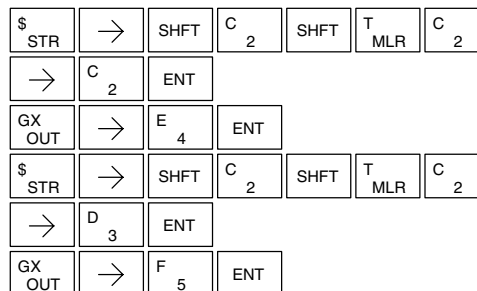 $ STR → SHFT C 2 SHFT T MLR C 2
→ C 2 ENT
GX OUT → E 4 ENT
$ STR → SHFT C 2 SHFT T MLR C 2
→ D 3 ENT
GX OUT → F 5 ENT